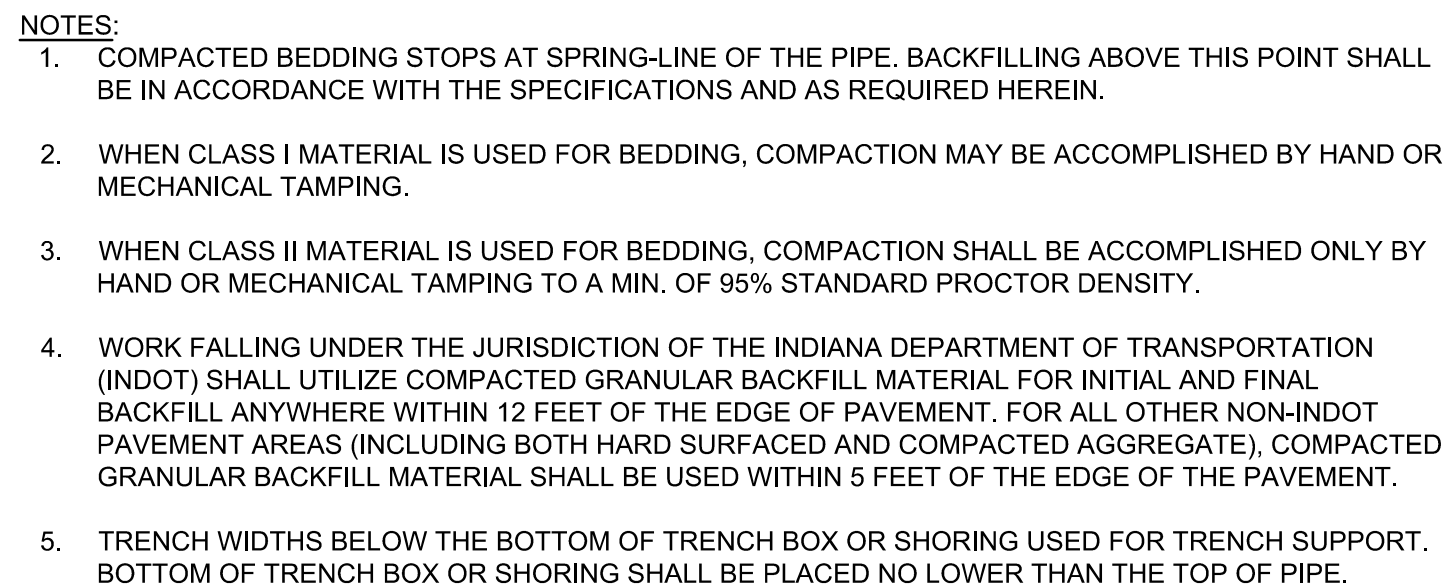 NOTES:
1. COMPACTED BEDDING STOPS AT SPRING-LINE OF THE PIPE. BACKFILLING ABOVE THIS POINT SHALL
BE IN ACCORDANCE WITH THE SPECIFICATIONS AND AS REQUIRED HEREIN.
2. WHEN CLASS I MATERIAL IS USED FOR BEDDING, COMPACTION MAY BE ACCOMPLISHED BY HAND OR
MECHANICAL TAMPING.
3. WHEN CLASS II MATERIAL IS USED FOR BEDDING, COMPACTION SHALL BE ACCOMPLISHED ONLY BY
HAND OR MECHANICAL TAMPING TO A MIN. OF 95% STANDARD PROCTOR DENSITY.
4. WORK FALLING UNDER THE JURISDICTION OF THE INDIANA DEPARTMENT OF TRANSPORTATION
(INDOT) SHALL UTILIZE COMPACTED GRANULAR BACKFILL MATERIAL FOR INITIAL AND FINAL
BACKFILL ANYWHERE WITHIN 12 FEET OF THE EDGE OF PAVEMENT. FOR ALL OTHER NON-INDOT
PAVEMENT AREAS (INCLUDING BOTH HARD SURFACED AND COMPACTED AGGREGATE), COMPACTED
GRANULAR BACKFILL MATERIAL SHALL BE USED WITHIN 5 FEET OF THE EDGE OF THE PAVEMENT.
5. TRENCH WIDTHS BELOW THE BOTTOM OF TRENCH BOX OR SHORING USED FOR TRENCH SUPPORT.
BOTTOM OF TRENCH BOX OR SHORING SHALL BE PLACED NO LOWER THAN THE TOP OF PIPE.